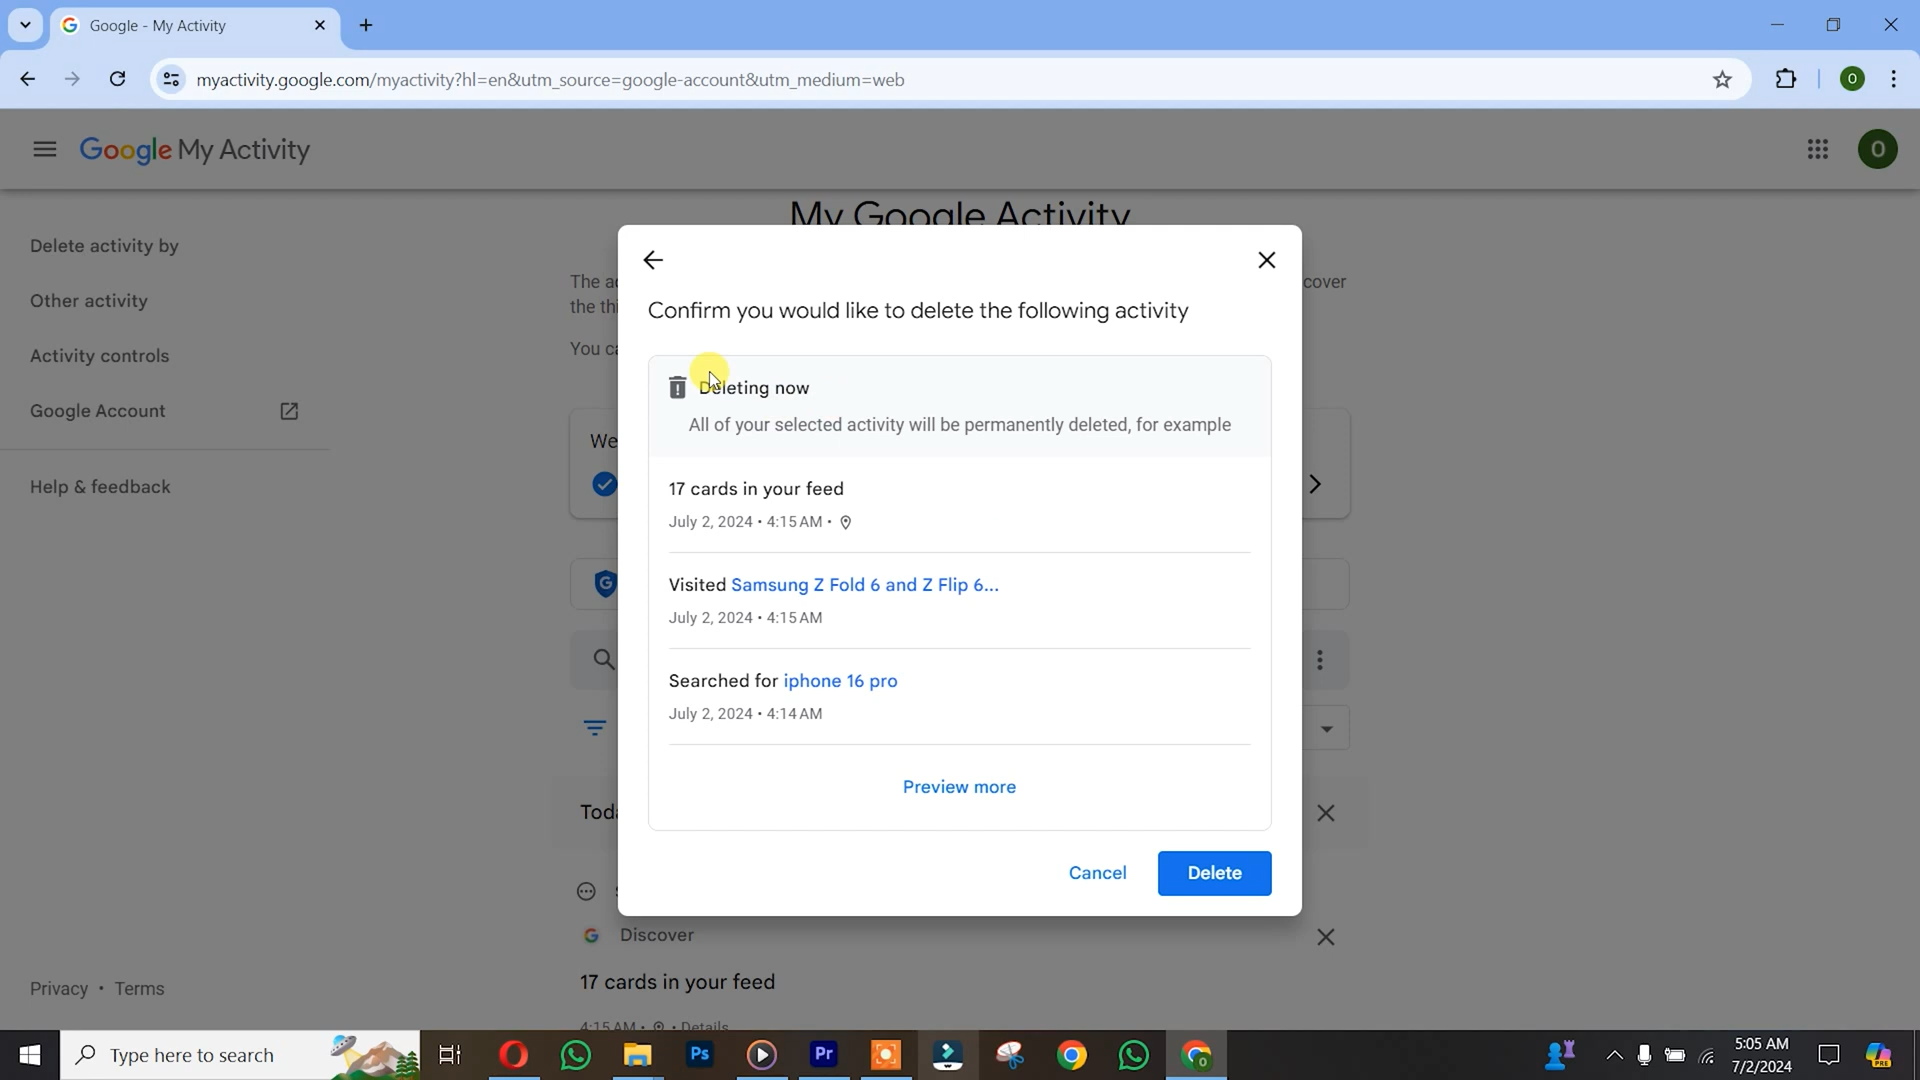 Google - My Activity
myactivity.google.com/myactivity?hl=en&utm_source=google-account&utm_medium=web
O
Google My Activity
O
My Google Activity
Delete activity by
Other activity
Activity controls
Google Account
Help & feedback
Privacy • Terms
cover
Confirm you would like to delete the following activity
Deleting now
All of your selected activity will be permanently deleted, for example
17 cards in your feed
July 2, 2024 • 4:15 AM •
Visited Samsung Z Fold 6 and Z Flip 6...
July 2, 2024 • 4:15 AM
Searched for iphone 16 pro
July 2, 2024 • 4:14 AM
Preview more
Cancel
Delete
Discover
17 cards in your feed
4:15 AM • • Details
Type here to search
Ps
Pr
5:05 AM
7/2/2024
PRE